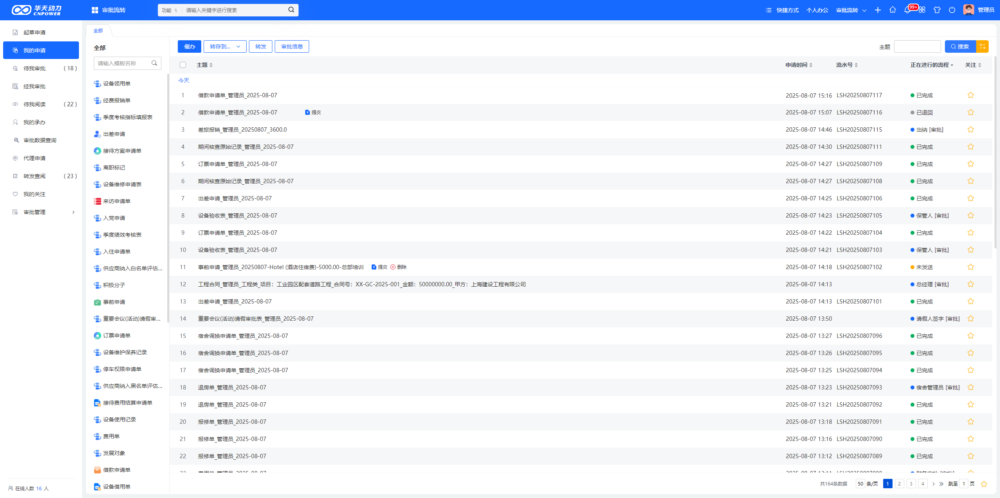 华天动力
CNPOWER
审批流转
功能 请输入关键字进行搜索
快捷方式 个人办公 审批流转 99+ 管理员
起草申请
我的申请
待我审批 ( 18 )
经我审批
待我阅读 ( 22 )
我的承办
审批数据查询
代理申请
转发查阅 ( 23 )
我的关注
审批管理
在线人数 16 人
全部
全部
请输入模板名称
设备领用单
经费报销单
季度考核指标填报表
出差申请
接待方案申请单
离职标记
设备维修申请表
来访申请单
入党申请
季度绩效考核表
入住申请单
供应商纳入白名单评估...
积极分子
事前申请
重要会议(活动)请假审...
订票申请单
设备维护保养记录
停车权限申请单
供应商纳入黑名单评估...
接待费用结算申请单
设备使用记录
费用单
发展对象
借款申请单
设备借用单
催办 转存到... 转发 审批信息 主题 搜索
主题 申请时间 流水号 正在进行的流程 关注
今天
1 借款申请单_管理员_2025-08-07 2025-08-07 15:16 LSH20250807117 已完成
2 借款申请单_管理员_2025-08-07 提交 2025-08-07 15:07 LSH20250807116 已退回
3 差旅报销_管理员_20250807_3600.0 2025-08-07 14:46 LSH20250807115 出纳 [审批]
4 期间核查原始记录_管理员_2025-08-07 2025-08-07 14:30 LSH20250807111 已完成
5 订票申请单_管理员_2025-08-07 2025-08-07 14:27 LSH20250807109 已完成
6 期间核查原始记录_管理员_2025-08-07 2025-08-07 14:27 LSH20250807108 已完成
7 出差申请_管理员_2025-08-07 2025-08-07 14:25 LSH20250807106 已完成
8 设备验收表_管理员_2025-08-07 2025-08-07 14:23 LSH20250807105 保管人 [审批]
9 订票申请单_管理员_2025-08-07 2025-08-07 14:22 LSH20250807104 已完成
10 设备验收表_管理员_2025-08-07 2025-08-07 14:21 LSH20250807103 保管人 [审批]
11 事前申请_管理员_20250807-Hotel (酒店住宿费)-5000.00-总部培训 提交 删除 2025-08-07 14:18 LSH20250807102 未发送
12 工程合同_管理员_工程类_项目：工业园区配套道路工程_合同号：XX-GC-2025-001_金额：50000000.00_甲方：上海建设工程有限公司 2025-08-07 14:13 总经理 [审批]
13 出差申请_管理员_2025-08-07 2025-08-07 14:13 LSH20250807101 已完成
14 重要会议(活动)请假审批表_管理员_2025-08-07 2025-08-07 13:50 请假人签字 [审批]
15 宿舍调换申请单_管理员_2025-08-07 2025-08-07 13:27 LSH20250807096 已完成
16 宿舍调换申请单_管理员_2025-08-07 2025-08-07 13:26 LSH20250807095 已完成
17 宿舍调换申请单_管理员_2025-08-07 2025-08-07 13:25 LSH20250807094 已完成
18 退房单_管理员_2025-08-07 2025-08-07 13:23 LSH20250807093 宿舍管理员 [审批]
19 退房单_管理员_2025-08-07 2025-08-07 13:21 LSH20250807092 已完成
20 报修单_管理员_2025-08-07 2025-08-07 13:18 LSH20250807091 已完成
21 报修单_管理员_2025-08-07 2025-08-07 13:16 LSH20250807090 已完成
22 报修单_管理员_2025-08-07 2025-08-07 13:12 LSH20250807089 已完成
共164条数据 50 条/页 1 2 3 4 跳至 1 页